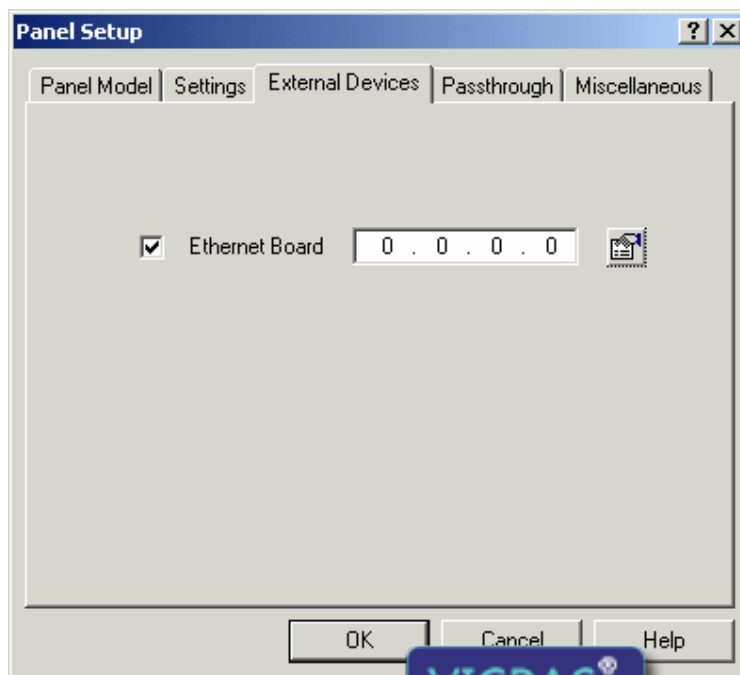 Panel Setup
Panel Model Settings External Devices Passthrough Miscellaneous
Ethernet Board 0 . 0 . 0 . 0
OK Cancel Help